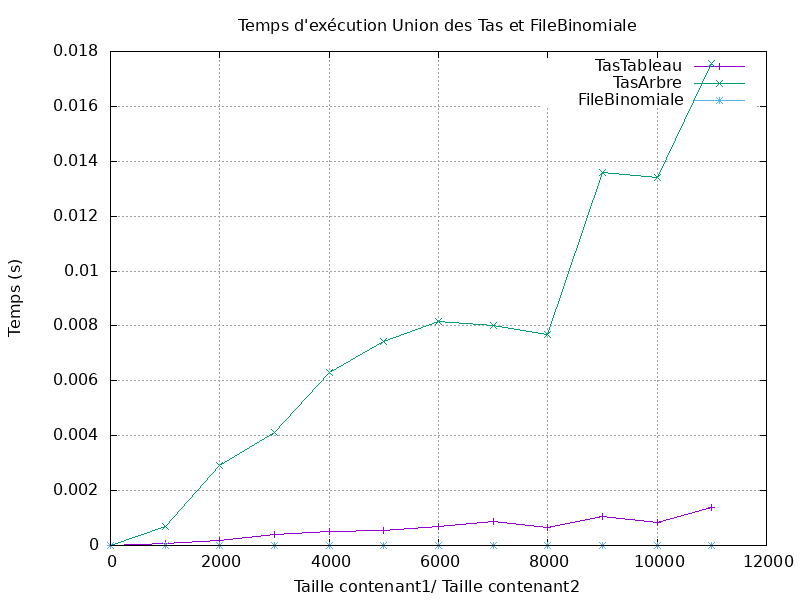 Temps d'exécution Union des Tas et FileBinomiale
TasTableau
TasArbre
FileBinomiale
0.018
0.016
0.014
0.012
0.01
0.008
0.006
0.004
0.002
0
Temps (s)
0 2000 4000 6000 8000 10000 12000
Taille contenant1/ Taille contenant2